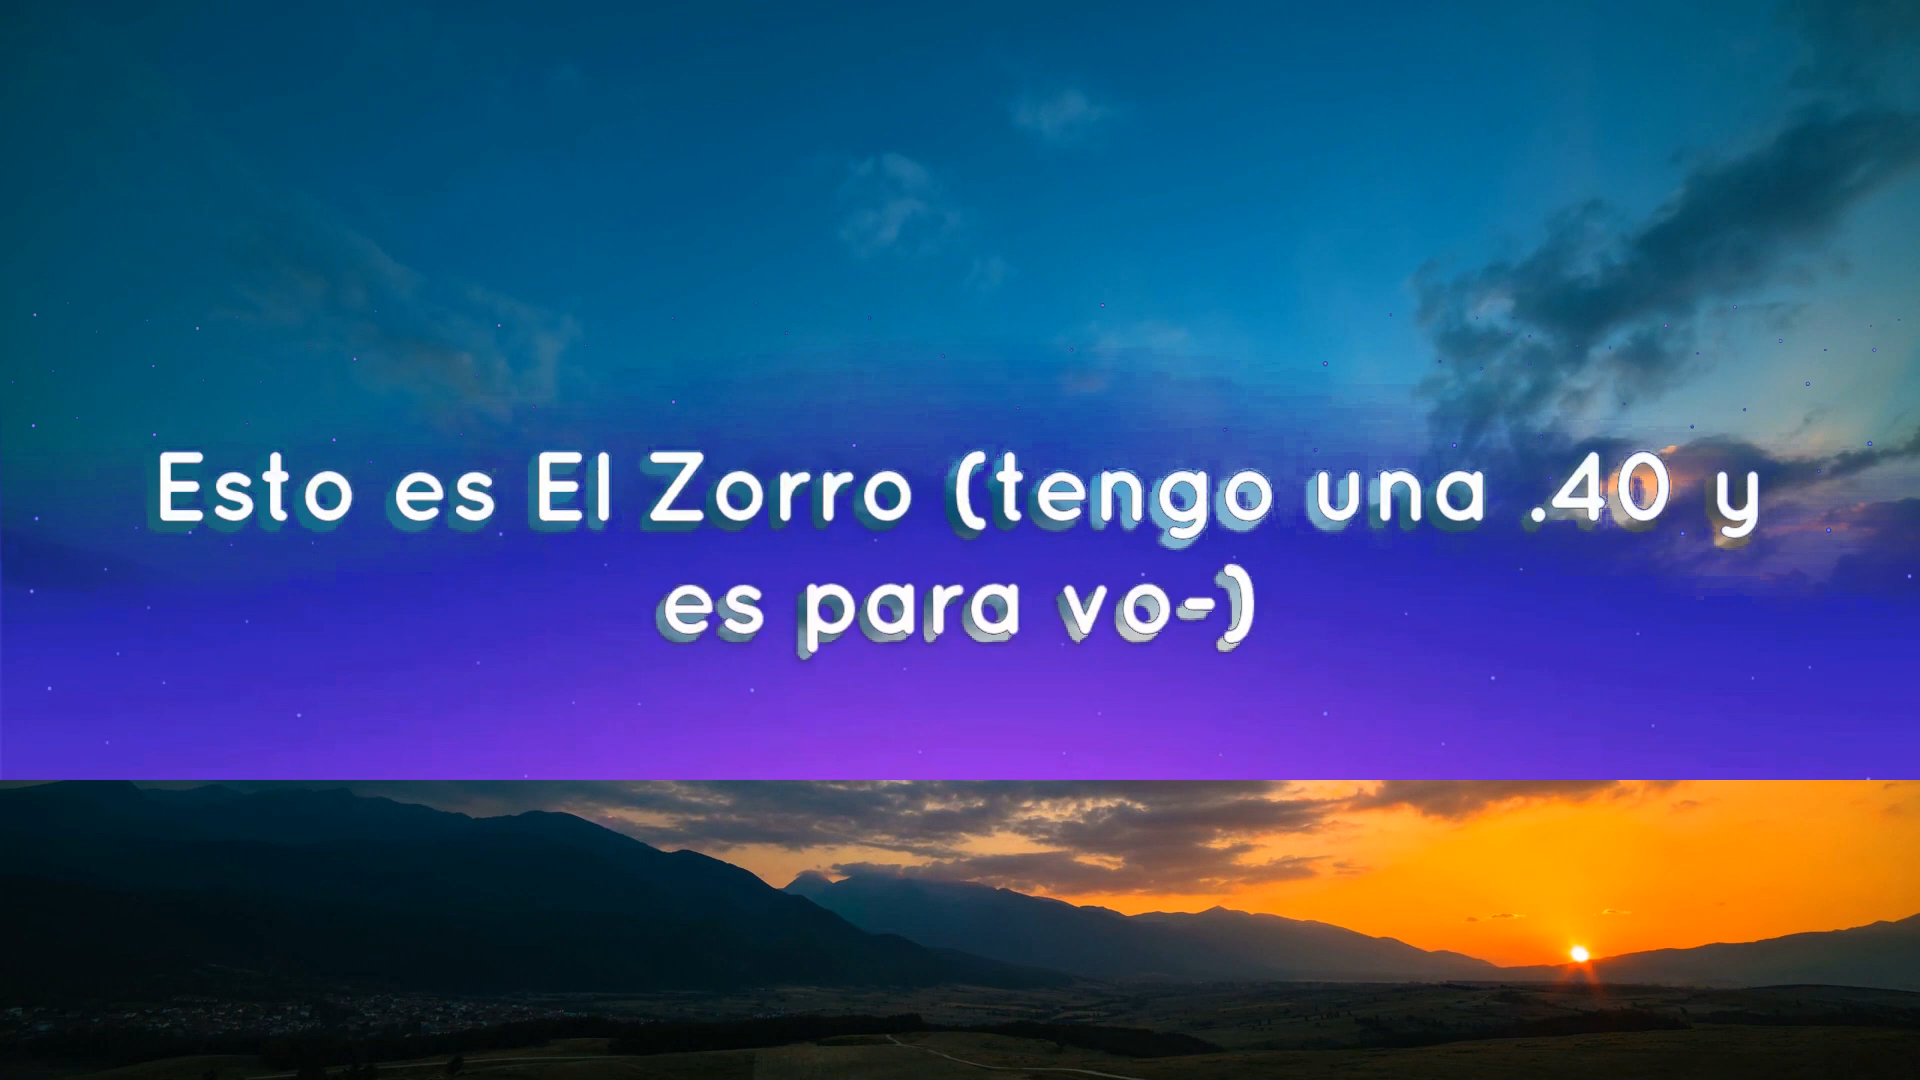 Esto es El Zorro (tengo una .40 y
es para vo-)